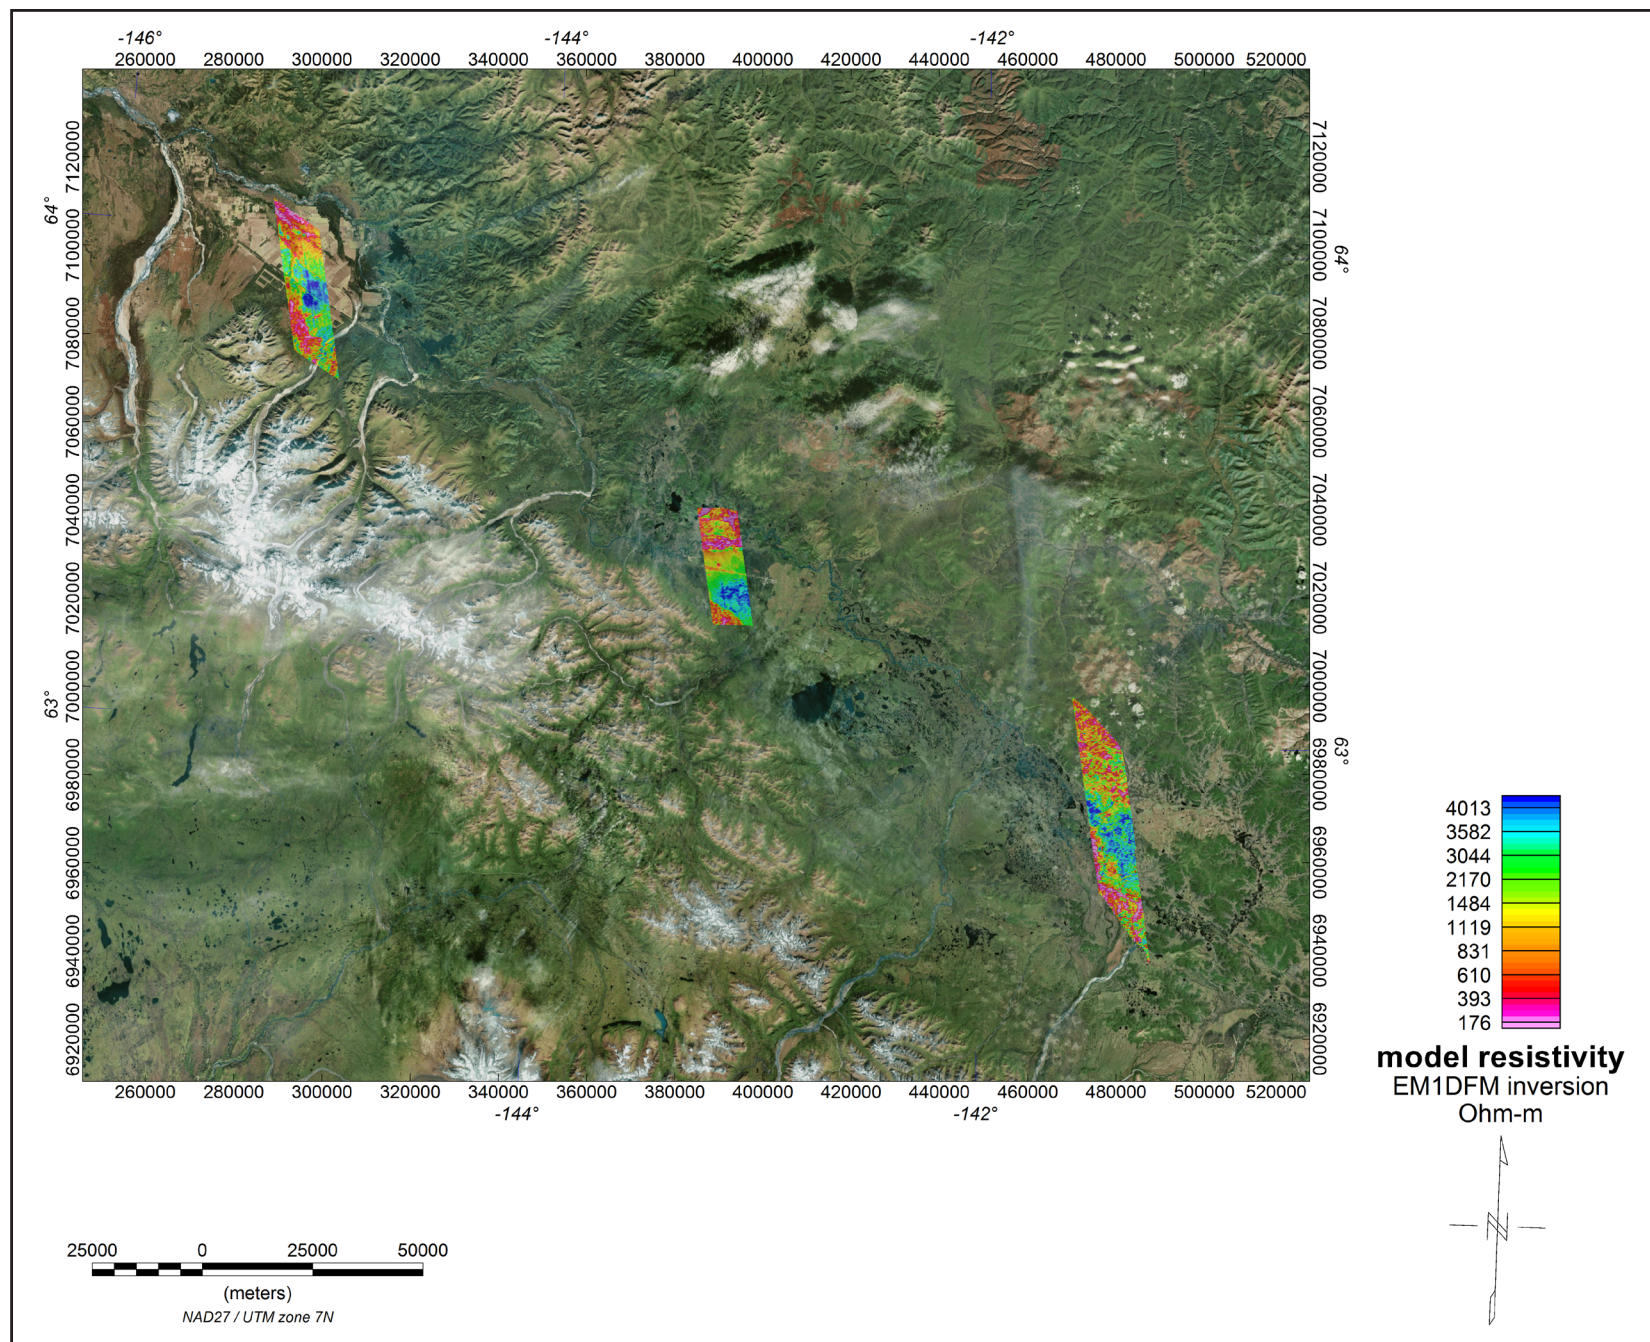 -146° -144° -142°
260000 280000 300000 320000 340000 360000 380000 400000 420000 440000 460000 480000 500000 520000
7120000 7120000
64°
7100000 7100000
64°
7080000 7080000
7060000 7060000
7040000 7040000
7020000 7020000
63°
7000000 7000000
63°
6980000 6980000
6960000 6960000
6940000 6940000
6920000 6920000
260000 280000 300000 320000 340000 360000 380000 400000 420000 440000 460000 480000 500000 520000
-144° -142°
4013
3582
3044
2170
1484
1119
831
610
393
176
model resistivity
EM1DFM inversion
Ohm-m
N
25000 0 25000 50000
(meters)
NAD27 / UTM zone 7N